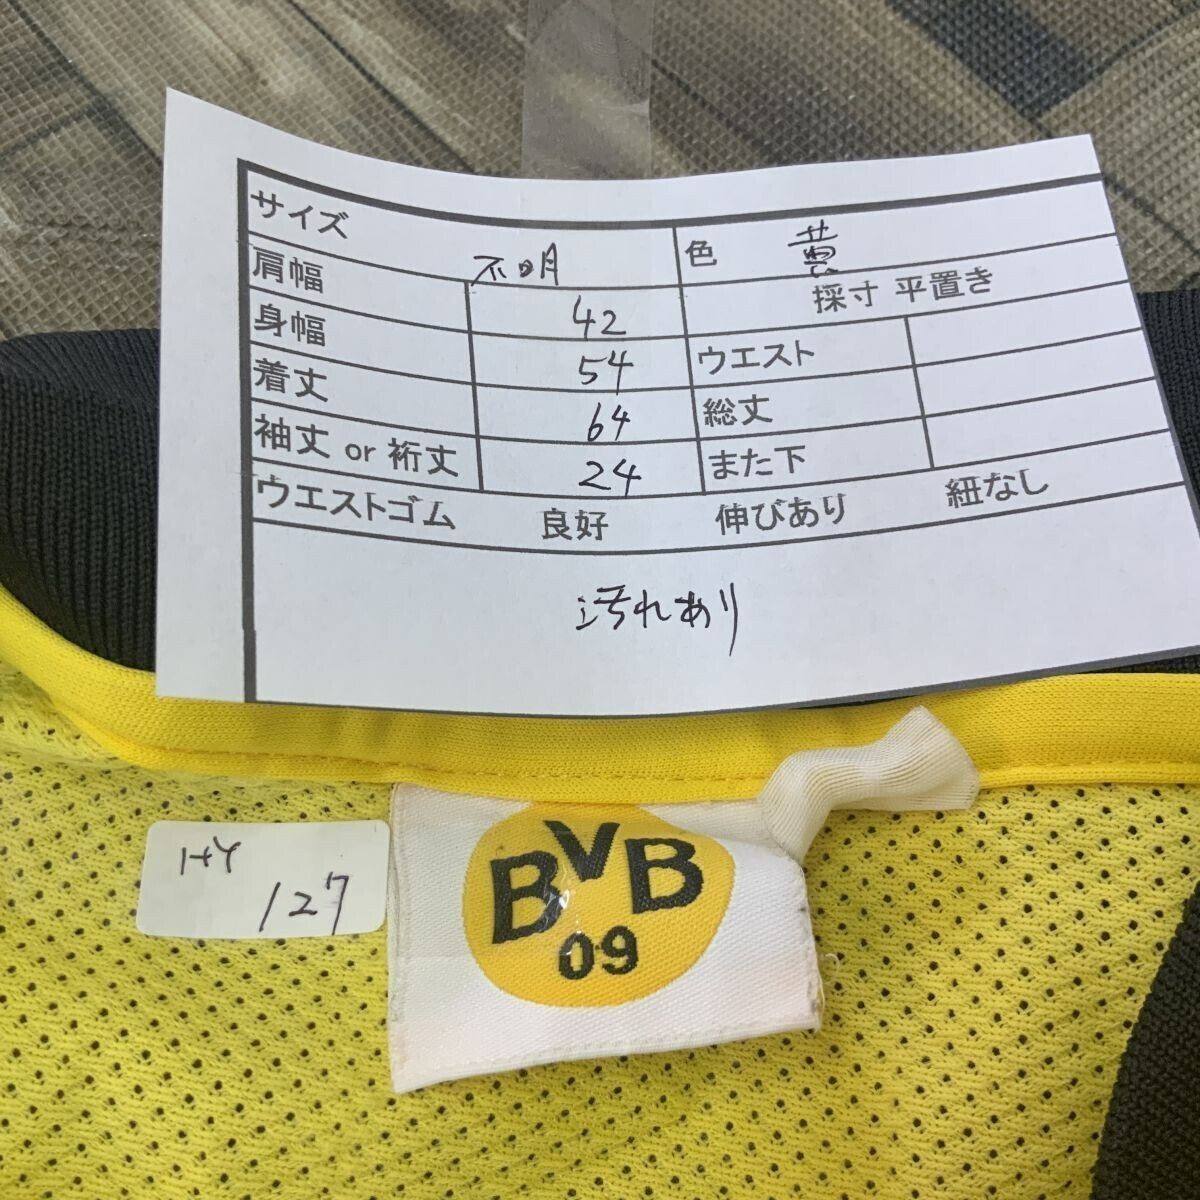 サイズ 不明 色 黄
肩幅 42 採寸 平置き
身幅 54 ウエスト
着丈 64 総丈
袖丈 or 裄丈 24 また下
ウエストゴム 良好 伸びあり 紐なし
汚れあり
HY
127
BVB
09